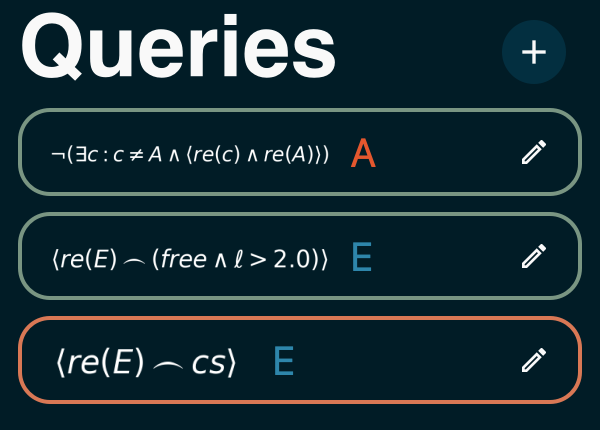 Queries
+
¬(∃c : c ≠ A ∧ ⟨re(c) ∧ re(A)⟩) A
⟨re(E) ⌢ (free ∧ ℓ > 2.0)⟩ E
⟨re(E) ⌢ cs⟩ E